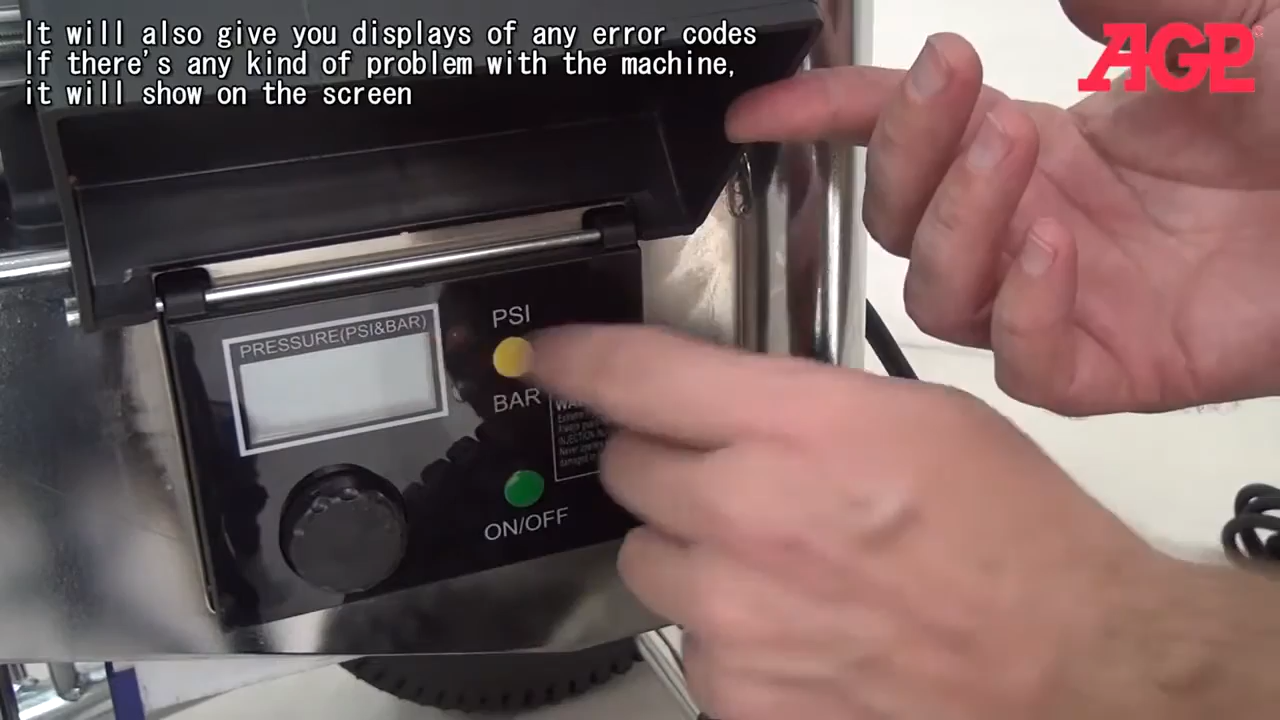 It will also give you displays of any error codes
If there's any kind of problem with the machine,
it will show on the screen
AGP
PRESSURE(PSI&BAR)
PSI
BAR
ON/OFF